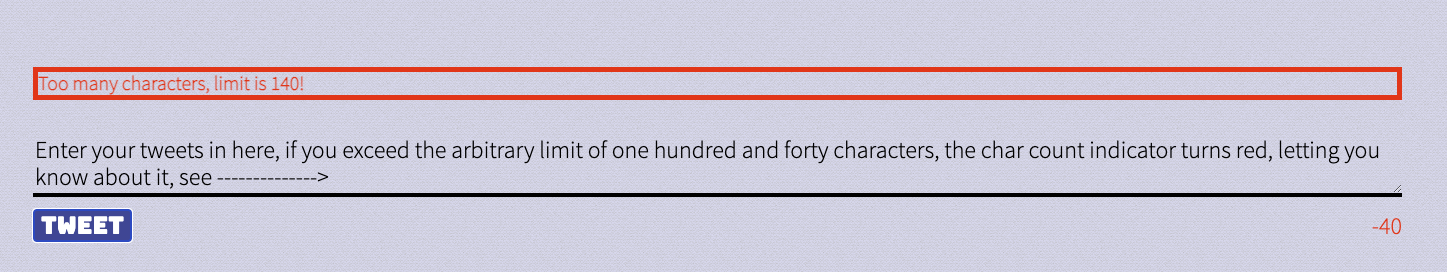 Too many characters, limit is 140!
Enter your tweets in here, if you exceed the arbitrary limit of one hundred and forty characters, the char count indicator turns red, letting you
know about it, see -------------->
TWEET
-40